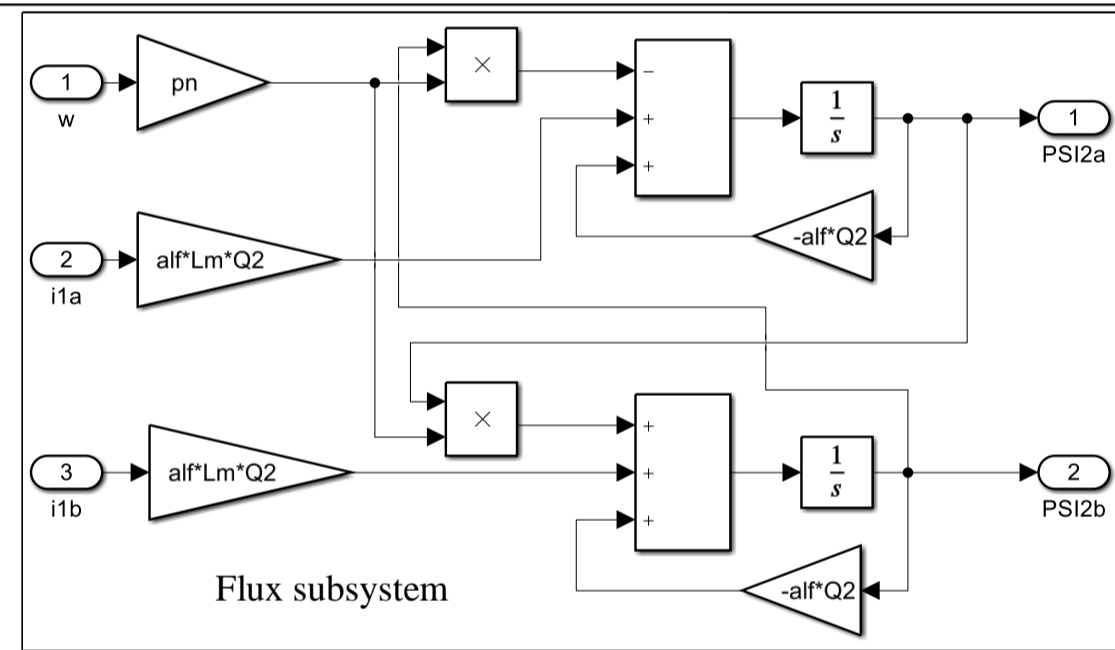 1
w
pn
×
−
+
+
1
s
1
PSI2a
-alf*Q2
2
i1a
alf*Lm*Q2
×
+
+
+
1
s
2
PSI2b
3
i1b
alf*Lm*Q2
-alf*Q2
Flux subsystem